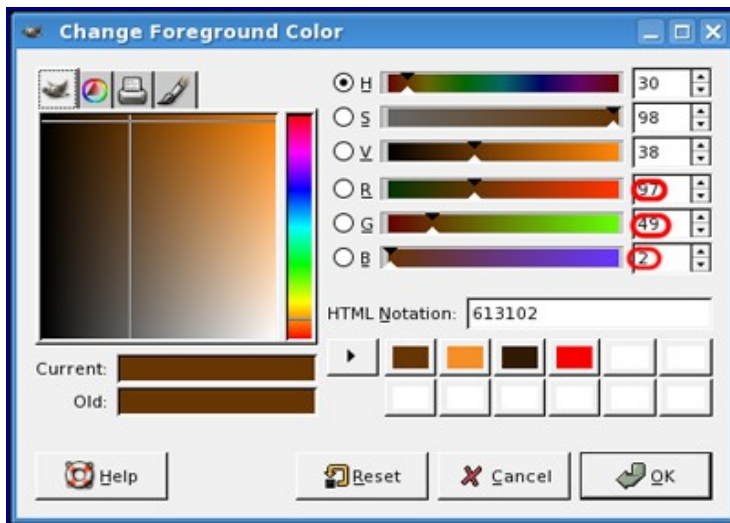 Change Foreground Color
H 30
S 98
V 38
R 97
G 49
B 2
HTML Notation: 613102
Current:
Old:
Help Reset Cancel OK